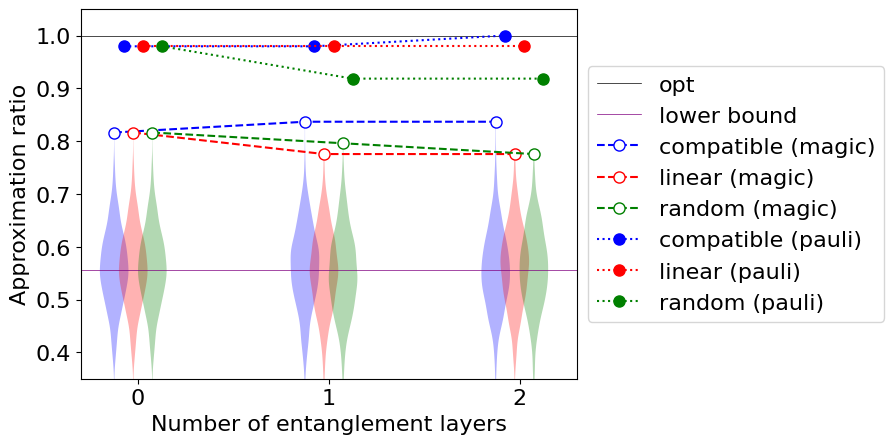 1.0
0.9
0.8
0.7
0.6
0.5
0.4
Approximation ratio
0 1 2
Number of entanglement layers
opt
lower bound
compatible (magic)
linear (magic)
random (magic)
compatible (pauli)
linear (pauli)
random (pauli)